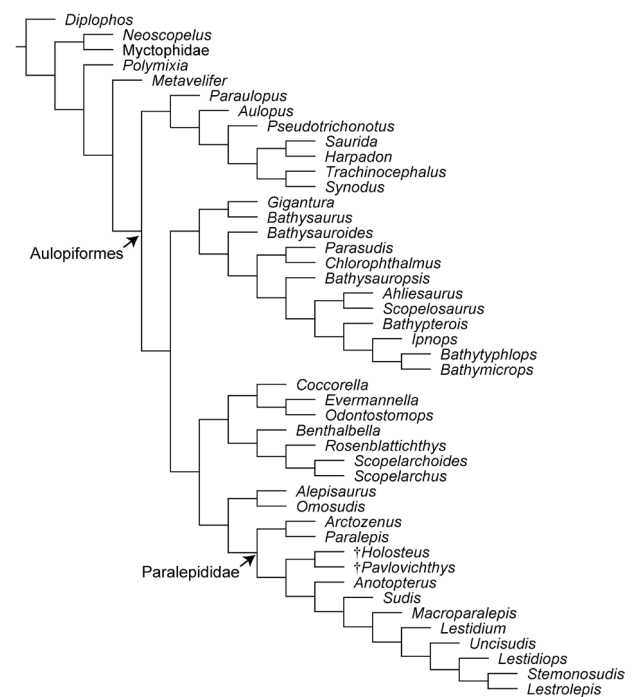 Diplophos
Neoscopelus
Myctophidae
Polymixia
Metavelifer
Paraulopus
Aulopus
Pseudotrichonotus
Saurida
Harpadon
Trachinocephalus
Synodus
Gigantura
Bathysaurus
Bathysauroides
Aulopiformes
Parasudis
Chlorophthalmus
Bathysauropsis
Ahliesaurus
Scopelosaurus
Bathypterois
Ipnops
Bathytyphlops
Bathymicrops
Coccorella
Evermannella
Odontostomops
Benthalbella
Rosenblattichthys
Scopelarchoides
Scopelarchus
Alepisaurus
Omosudis
Arctozenus
Paralepis
†Holosteus
Paralepididae
†Pavlovichthys
Anotopterus
Sudis
Macroparalepis
Lestidium
Uncisudis
Lestidiops
Stemonosudis
Lestrolepis